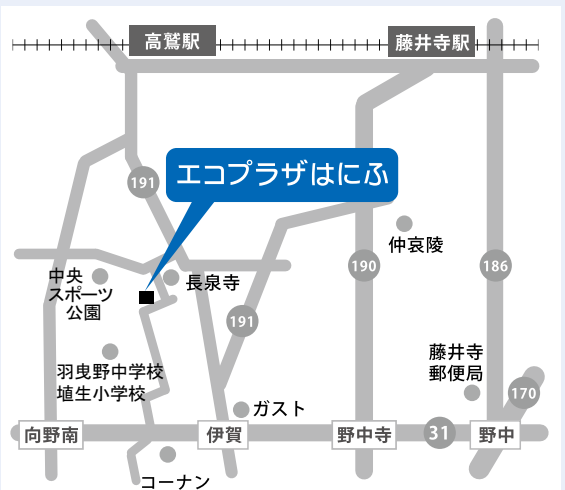 高鷲駅
藤井寺駅
エコプラザはにふ
191
仲哀陵
190
186
中央
スポーツ
公園
長泉寺
191
羽曳野中学校
埴生小学校
藤井寺
郵便局
170
ガスト
向野南
伊賀
野中寺
31
野中
コーナン